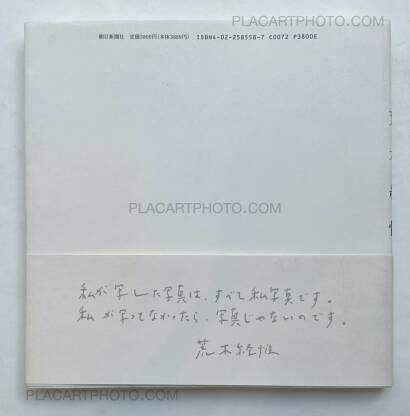 PLACARTPHOTO.COM
朝日新聞社 定価3800円(本体3689円) ISBN4-02-258558-7 C0072 P3800E
PLACARTPHOTO.COM
私が写した写真は、すべて私写真です。
私が写ってなかったら、写真じゃないのです。
荒木経惟
PLACARTPHOTO.COM